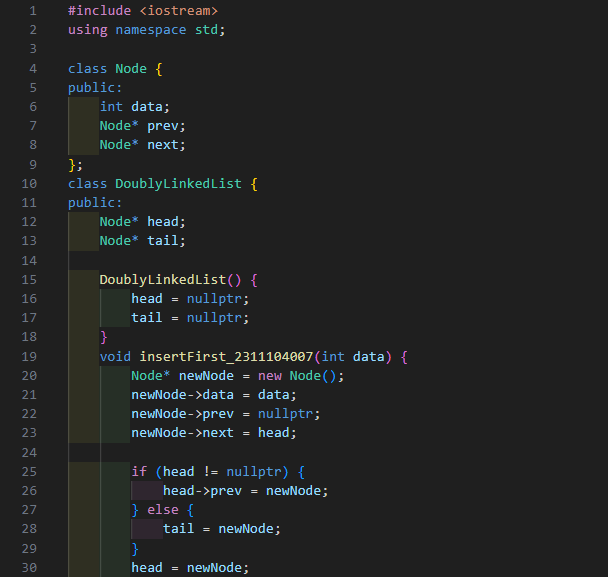 1 #include <iostream>
2 using namespace std;
3
4 class Node {
5 public:
6     int data;
7     Node* prev;
8     Node* next;
9 };
10 class DoublyLinkedList {
11 public:
12     Node* head;
13     Node* tail;
14
15     DoublyLinkedList() {
16         head = nullptr;
17         tail = nullptr;
18     }
19     void insertFirst_2311104007(int data) {
20         Node* newNode = new Node();
21         newNode->data = data;
22         newNode->prev = nullptr;
23         newNode->next = head;
24
25         if (head != nullptr) {
26             head->prev = newNode;
27         } else {
28             tail = newNode;
29         }
30         head = newNode;